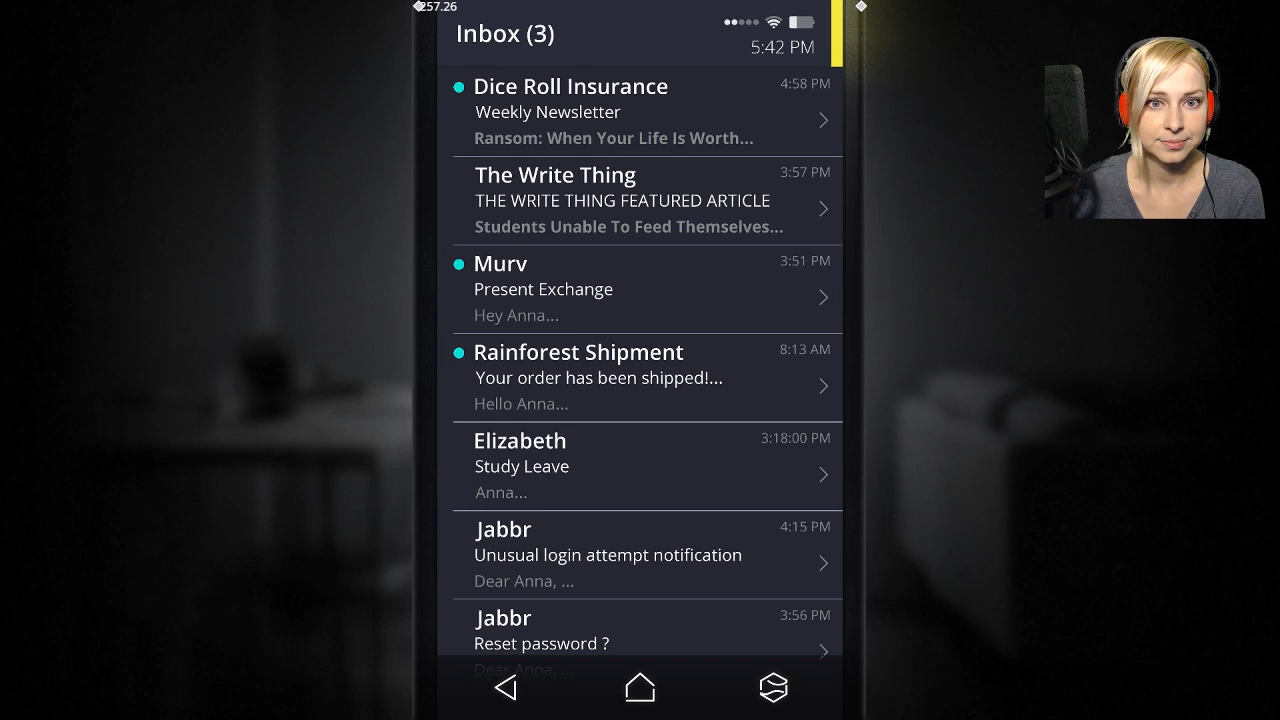 257.26
Inbox (3)
5:42 PM
Dice Roll Insurance
4:58 PM
Weekly Newsletter
Ransom: When Your Life Is Worth...
The Write Thing
3:57 PM
THE WRITE THING FEATURED ARTICLE
Students Unable To Feed Themselves...
Murv
3:51 PM
Present Exchange
Hey Anna...
Rainforest Shipment
8:13 AM
Your order has been shipped!...
Hello Anna...
Elizabeth
3:18:00 PM
Study Leave
Anna...
Jabbr
4:15 PM
Unusual login attempt notification
Dear Anna, ...
Jabbr
3:56 PM
Reset password ?
Dear Anna, ...